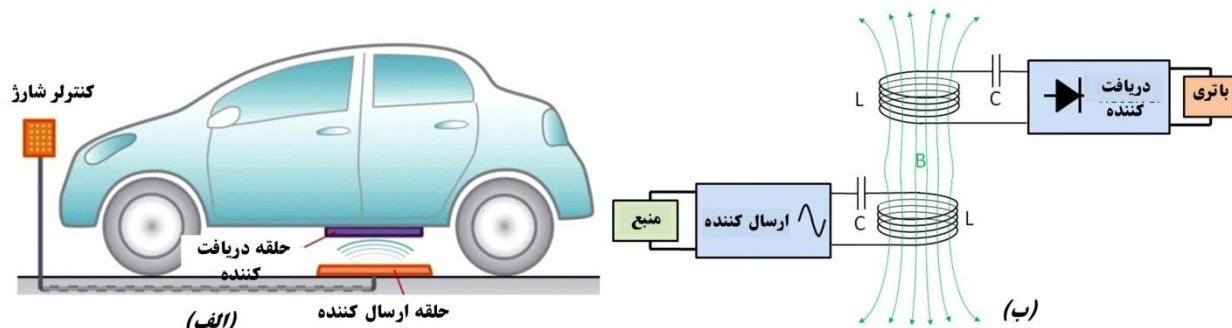 کنترلر شارژ
حلقه دریافت
کننده
حلقه ارسال کننده
(الف)
دریافت
کننده
باتری
L
C
B
منبع
ارسال کننده
C
L
(ب)